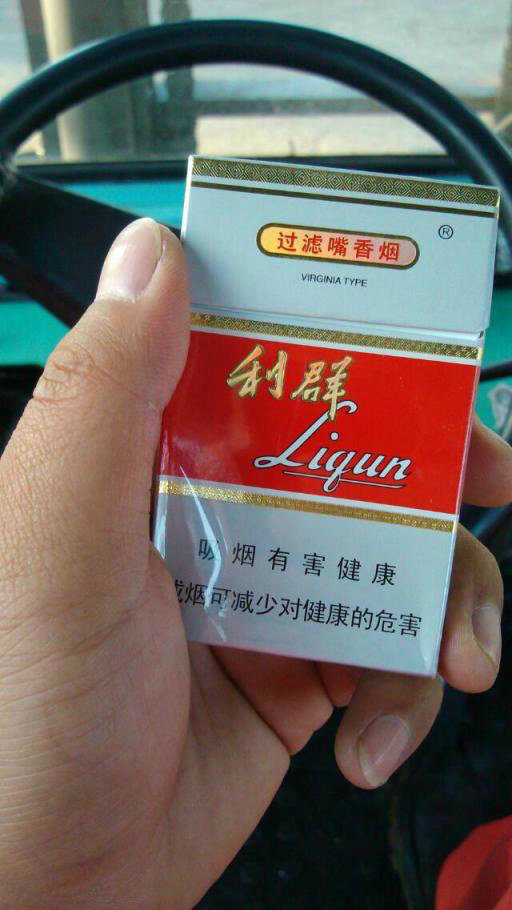 过滤嘴香烟
®
VIRGINIA TYPE
利群
Liqun
吸烟有害健康
戒烟可减少对健康的危害